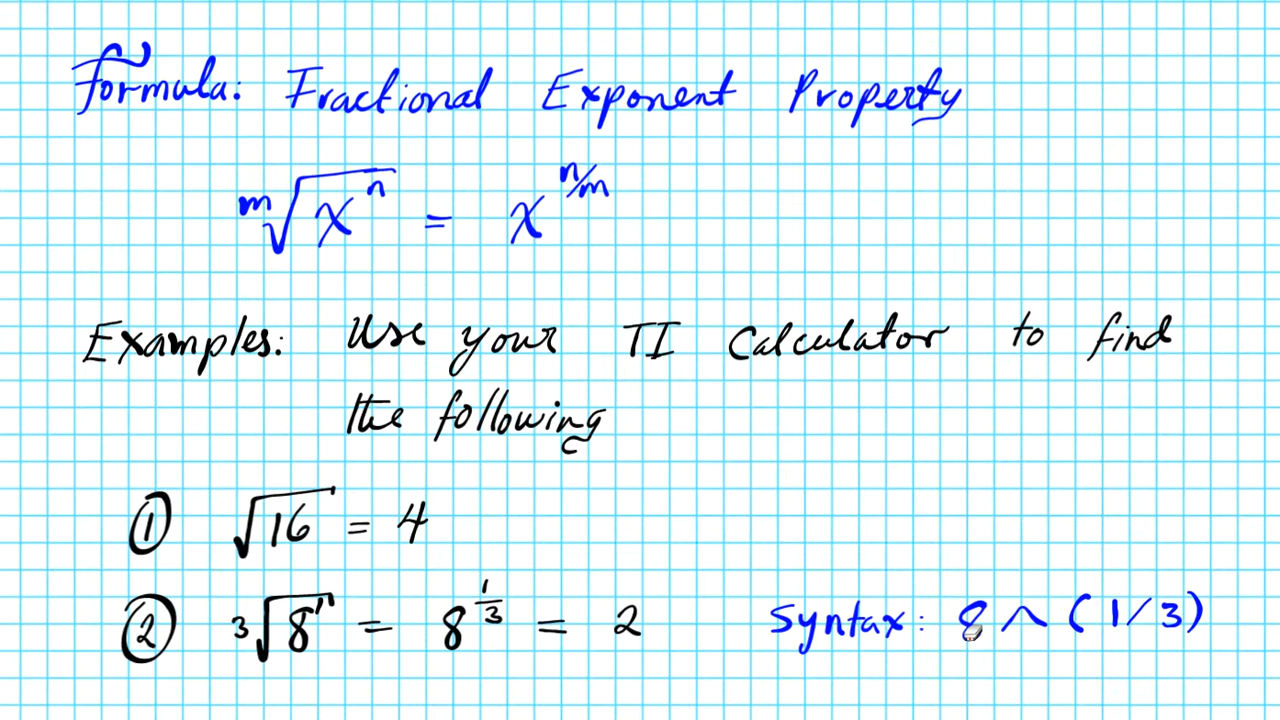 Formula: Fractional Exponent Property
ᵐ√xⁿ = x^(n/m)
Examples: Use your TI Calculator to find
the following
① √16 = 4
② ³√8¹ = 8^(1/3) = 2 Syntax: 8 ^ (1/3)